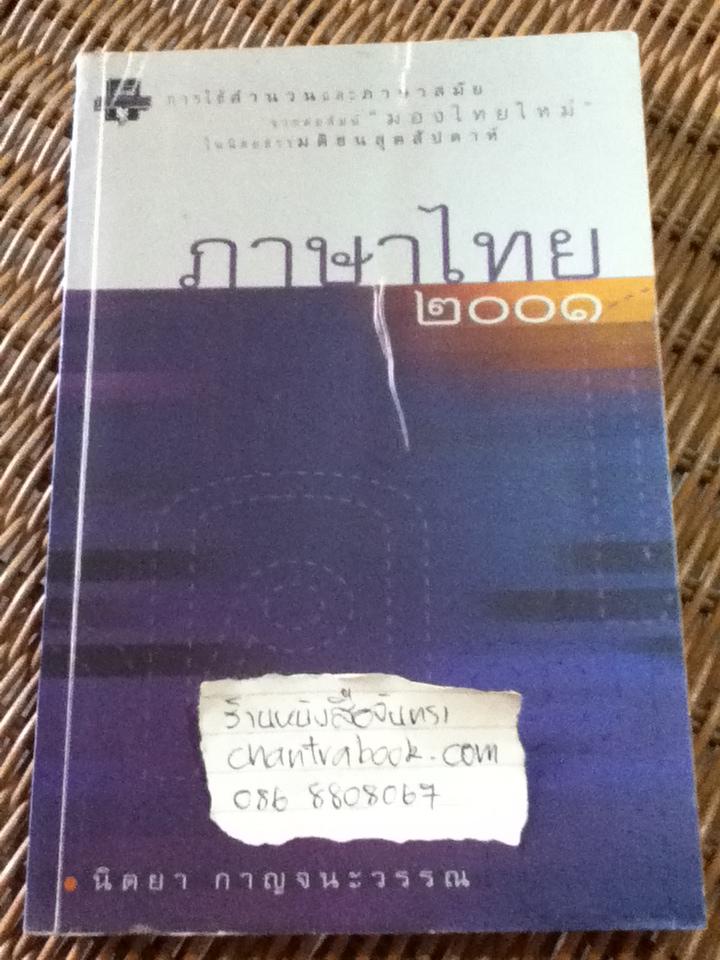 การใช้สำนวนและภาษาสมัย
จากคอลัมน์ "มองไทยใหม่"
ในนิตยสารมติชนสุดสัปดาห์
ภาษาไทย
๒๐๐๑
ร้านหนังสือจันทรา
chantrabook.com
086 8808067
นิตยา กาญจนะวรรณ